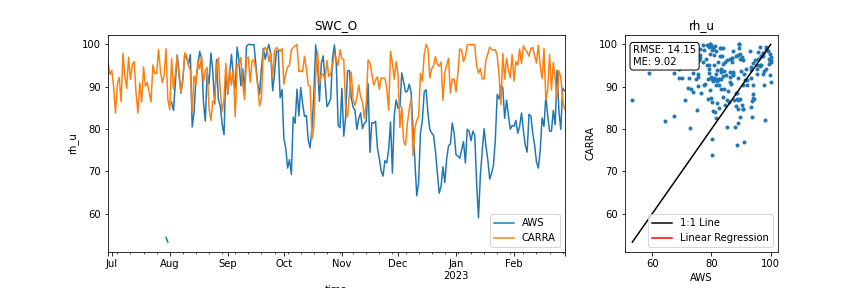 SWC_O
100
90
80
70
60
rh_u
Jul
Aug
Sep
Oct
Nov
Dec
Jan
2023
Feb
time
AWS
CARRA
rh_u
RMSE: 14.15
ME: 9.02
100
90
80
70
60
CARRA
1:1 Line
Linear Regression
60
80
100
AWS